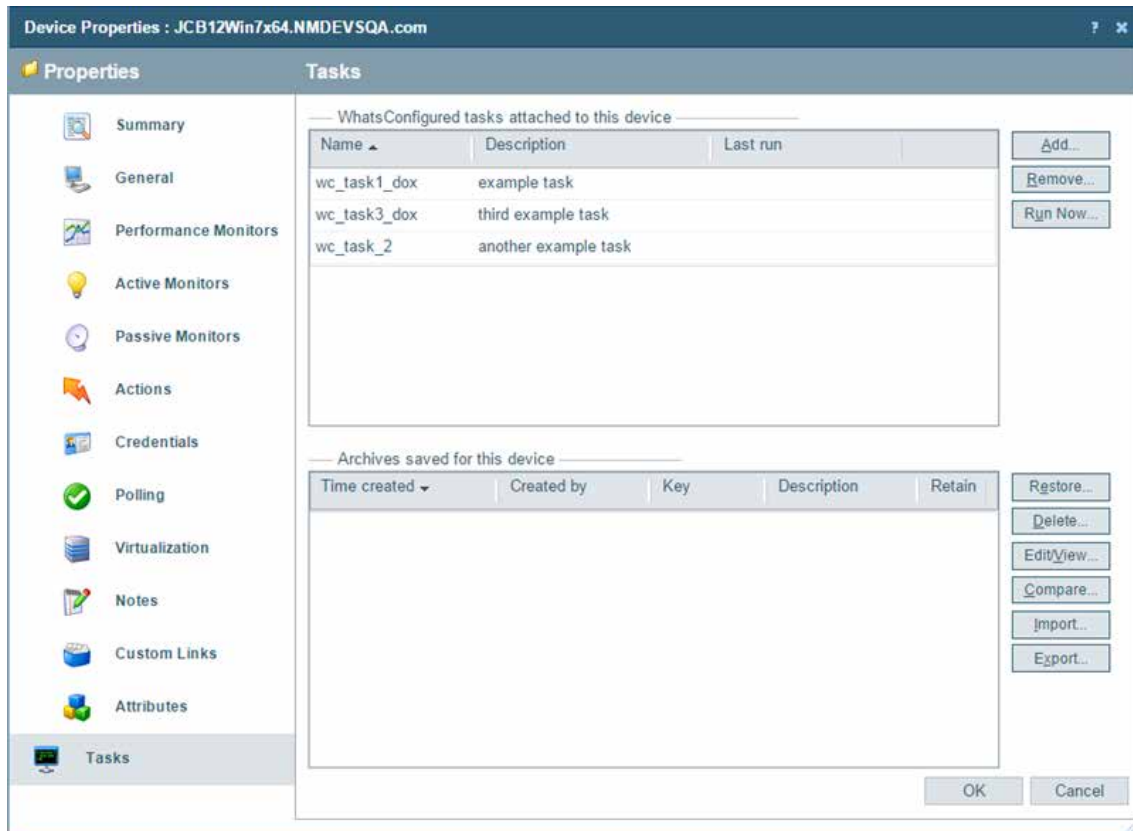 Device Properties : JCB12Win7x64.NMDEVSQA.com ? ×
Properties
Tasks
Summary
General
Performance Monitors
Active Monitors
Passive Monitors
Actions
Credentials
Polling
Virtualization
Notes
Custom Links
Attributes
Tasks
WhatsConfigured tasks attached to this device
Name Description Last run
wc_task1_dox example task
wc_task3_dox third example task
wc_task_2 another example task
Add...
Remove...
Run Now...
Archives saved for this device
Time created Created by Key Description Retain
Restore...
Delete...
Edit/View...
Compare...
Import...
Export...
OK Cancel